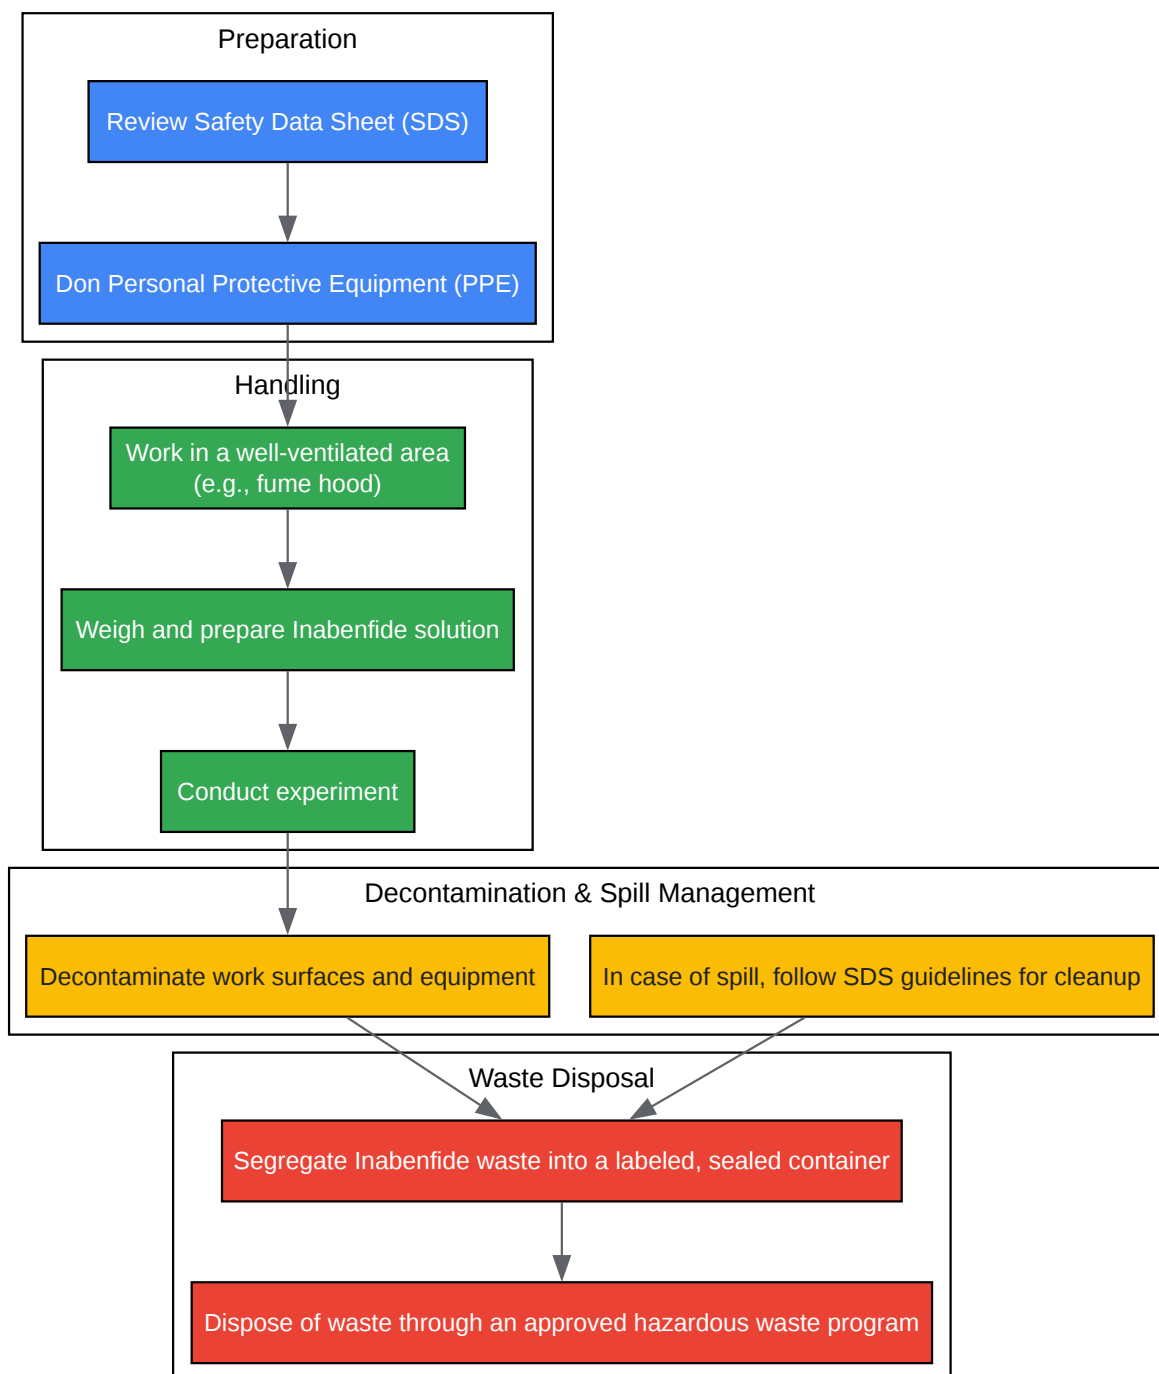 Preparation
Review Safety Data Sheet (SDS)
Don Personal Protective Equipment (PPE)
Handling
Work in a well-ventilated area
(e.g., fume hood)
Weigh and prepare Inabenfide solution
Conduct experiment
Decontamination & Spill Management
Decontaminate work surfaces and equipment
In case of spill, follow SDS guidelines for cleanup
Waste Disposal
Segregate Inabenfide waste into a labeled, sealed container
Dispose of waste through an approved hazardous waste program